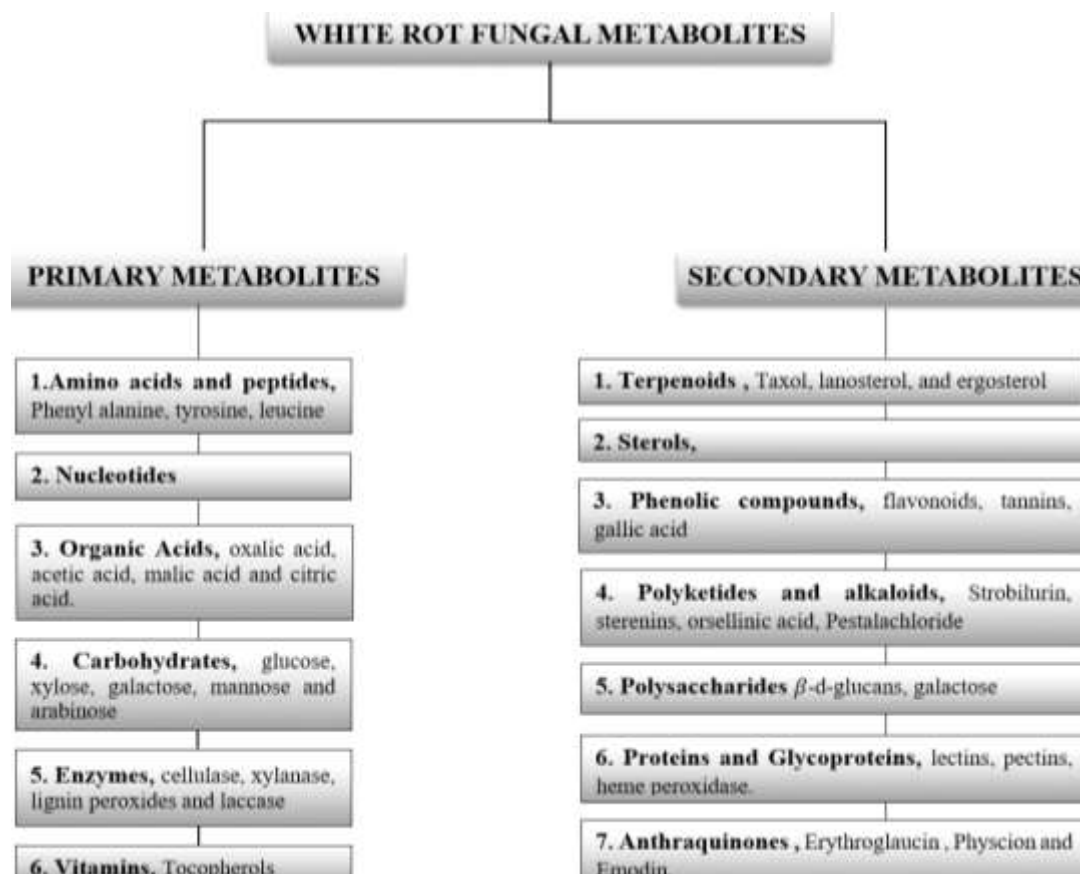 WHITE ROT FUNGAL METABOLITES
PRIMARY METABOLITES
1.Amino acids and peptides,
Phenyl alanine, tyrosine, leucine
2. Nucleotides
3. Organic Acids, oxalic acid,
acetic acid, malic acid and citric
acid.
4. Carbohydrates, glucose,
xylose, galactose, mannose and
arabinose
5. Enzymes, cellulase, xylanase,
lignin peroxides and laccase
6. Vitamins, Tocopherols
SECONDARY METABOLITES
1. Terpenoids , Taxol, lanosterol, and ergosterol
2. Sterols,
3. Phenolic compounds, flavonoids, tannins,
gallic acid
4. Polyketides and alkaloids, Strobilurin,
sterenins, orsellinic acid, Pestalachloride
5. Polysaccharides β-d-glucans, galactose
6. Proteins and Glycoproteins, lectins, pectins,
heme peroxidase.
7. Anthraquinones , Erythroglaucin , Physcion and
Emodin